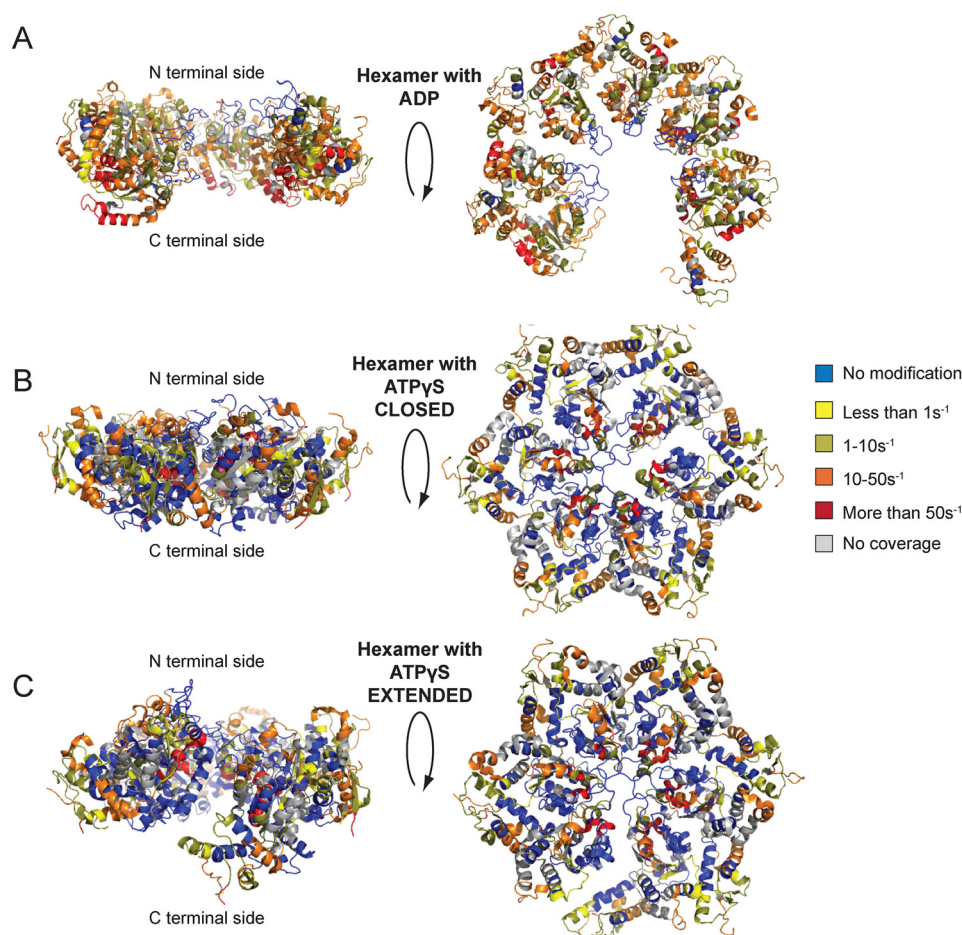 A
N terminal side
Hexamer with
ADP
C terminal side
B
N terminal side
Hexamer with
ATPγS
CLOSED
C terminal side
No modification
Less than 1s⁻¹
1-10s⁻¹
10-50s⁻¹
More than 50s⁻¹
No coverage
C
N terminal side
Hexamer with
ATPγS
EXTENDED
C terminal side